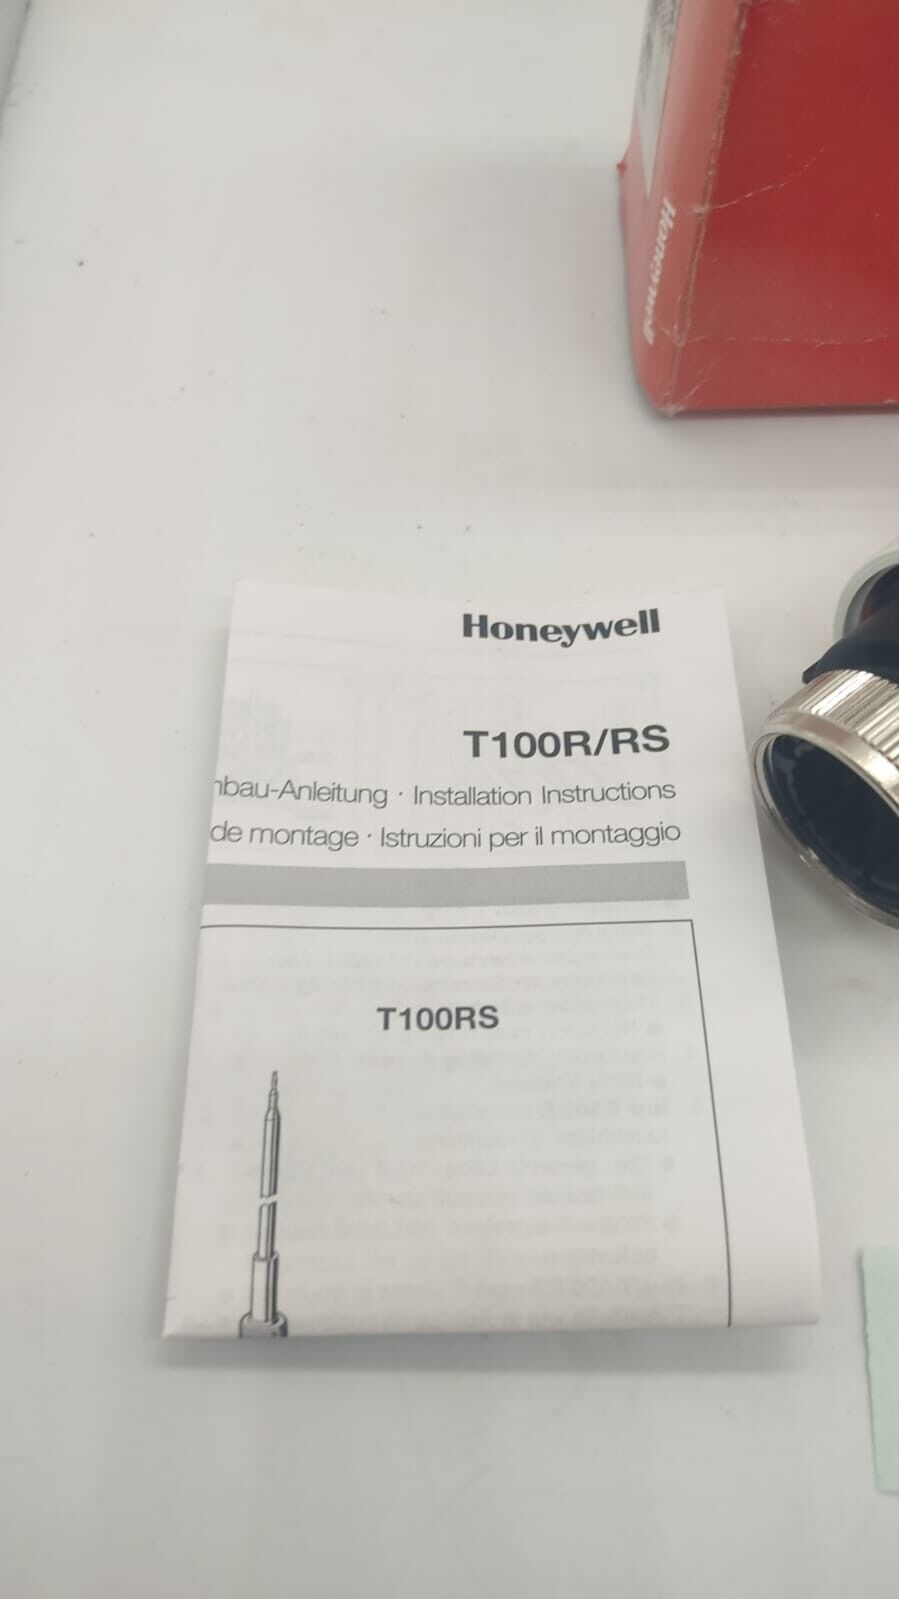 Honeywell
Honeywell
T100R/RS
nbau-Anleitung · Installation Instructions
de montage · Istruzioni per il montaggio
T100RS